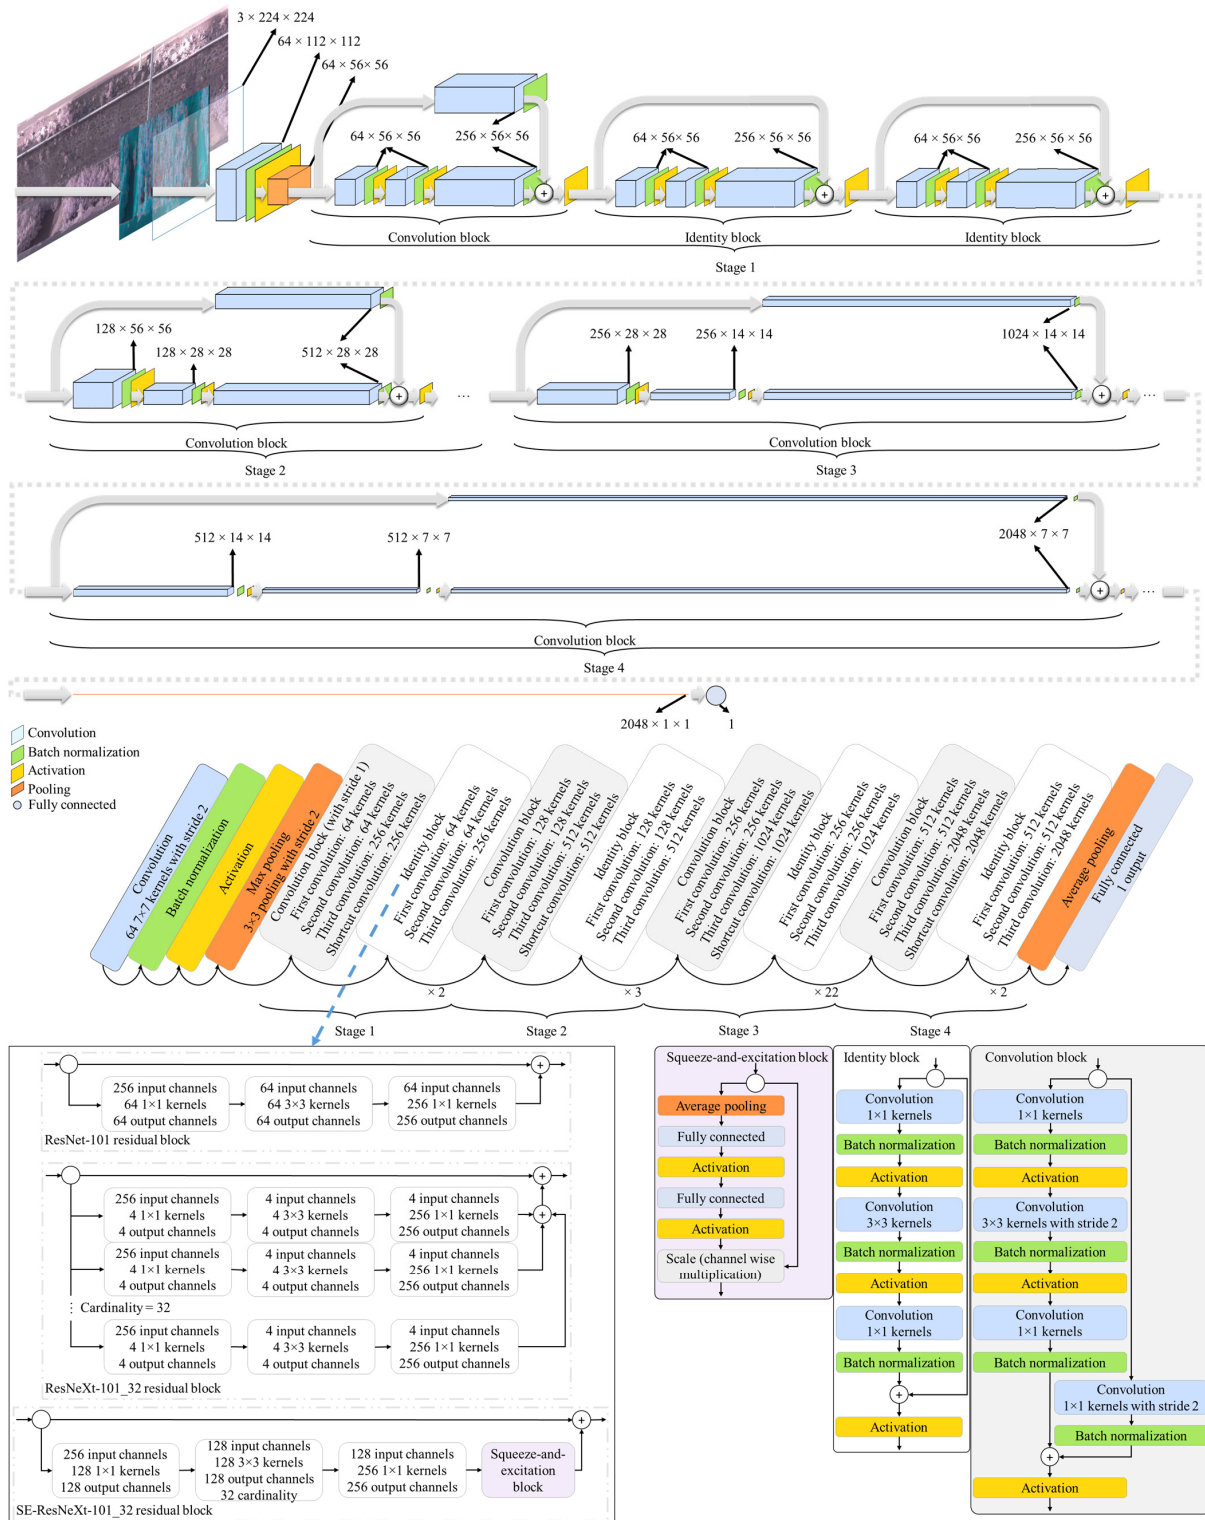 3 × 224 × 224
64 × 112 × 112
64 × 56× 56
64 × 56 × 56
256 × 56× 56
64 × 56× 56
256 × 56 × 56
64 × 56× 56
256 × 56 × 56
Convolution block
Identity block
Identity block
Stage 1
128 × 56 × 56
128 × 28 × 28
512 × 28 × 28
256 × 28 × 28
256 × 14 × 14
1024 × 14 × 14
+
...
+
...
Convolution block
Stage 2
Convolution block
Stage 3
512 × 14 × 14
512 × 7 × 7
2048 × 7 × 7
+
...
Convolution block
Stage 4
2048 × 1 × 1
1
Convolution
Batch normalization
Activation
Pooling
Fully connected
Convolution
64 7×7 kernels with stride 2
Batch normalization
Activation
Max pooling
3×3 pooling with stride 2
Convolution block (with stride 1)
First convolution: 64 kernels
Second convolution: 64 kernels
Third convolution: 256 kernels
Shortcut convolution: 256 kernels
Identity block
First convolution: 64 kernels
Second convolution: 64 kernels
Third convolution: 256 kernels
Convolution block
First convolution: 128 kernels
Second convolution: 128 kernels
Third convolution: 512 kernels
Shortcut convolution: 512 kernels
Identity block
First convolution: 128 kernels
Second convolution: 128 kernels
Third convolution: 512 kernels
Convolution block
First convolution: 256 kernels
Second convolution: 256 kernels
Third convolution: 1024 kernels
Shortcut convolution: 1024 kernels
Identity block
First convolution: 256 kernels
Second convolution: 256 kernels
Third convolution: 1024 kernels
Convolution block
First convolution: 512 kernels
Second convolution: 512 kernels
Third convolution: 2048 kernels
Shortcut convolution: 2048 kernels
Identity block
First convolution: 512 kernels
Second convolution: 512 kernels
Third convolution: 2048 kernels
Average pooling
Fully connected
1 output
× 2
× 3
× 22
× 2
Stage 1
Stage 2
Stage 3
Stage 4
256 input channels
64 1×1 kernels
64 output channels
64 input channels
64 3×3 kernels
64 output channels
64 input channels
256 1×1 kernels
256 output channels
ResNet-101 residual block
256 input channels
4 1×1 kernels
4 output channels
4 input channels
4 3×3 kernels
4 output channels
4 input channels
256 1×1 kernels
256 output channels
256 input channels
4 1×1 kernels
4 output channels
4 input channels
4 3×3 kernels
4 output channels
4 input channels
256 1×1 kernels
256 output channels
Cardinality = 32
256 input channels
4 1×1 kernels
4 output channels
4 input channels
4 3×3 kernels
4 output channels
4 input channels
256 1×1 kernels
256 output channels
ResNeXt-101_32 residual block
256 input channels
128 1×1 kernels
128 output channels
128 input channels
128 3×3 kernels
128 output channels
32 cardinality
128 input channels
256 1×1 kernels
256 output channels
Squeeze-and-
excitation
block
SE-ResNeXt-101_32 residual block
Squeeze-and-excitation block
Average pooling
Fully connected
Activation
Fully connected
Activation
Scale (channel wise
multiplication)
Identity block
Convolution
1×1 kernels
Batch normalization
Activation
Convolution
3×3 kernels
Batch normalization
Activation
Convolution
1×1 kernels
Batch normalization
+
Activation
Convolution block
Convolution
1×1 kernels
Batch normalization
Activation
Convolution
3×3 kernels with stride 2
Batch normalization
Activation
Convolution
1×1 kernels
Batch normalization
Convolution
1×1 kernels with stride 2
Batch normalization
+
Activation